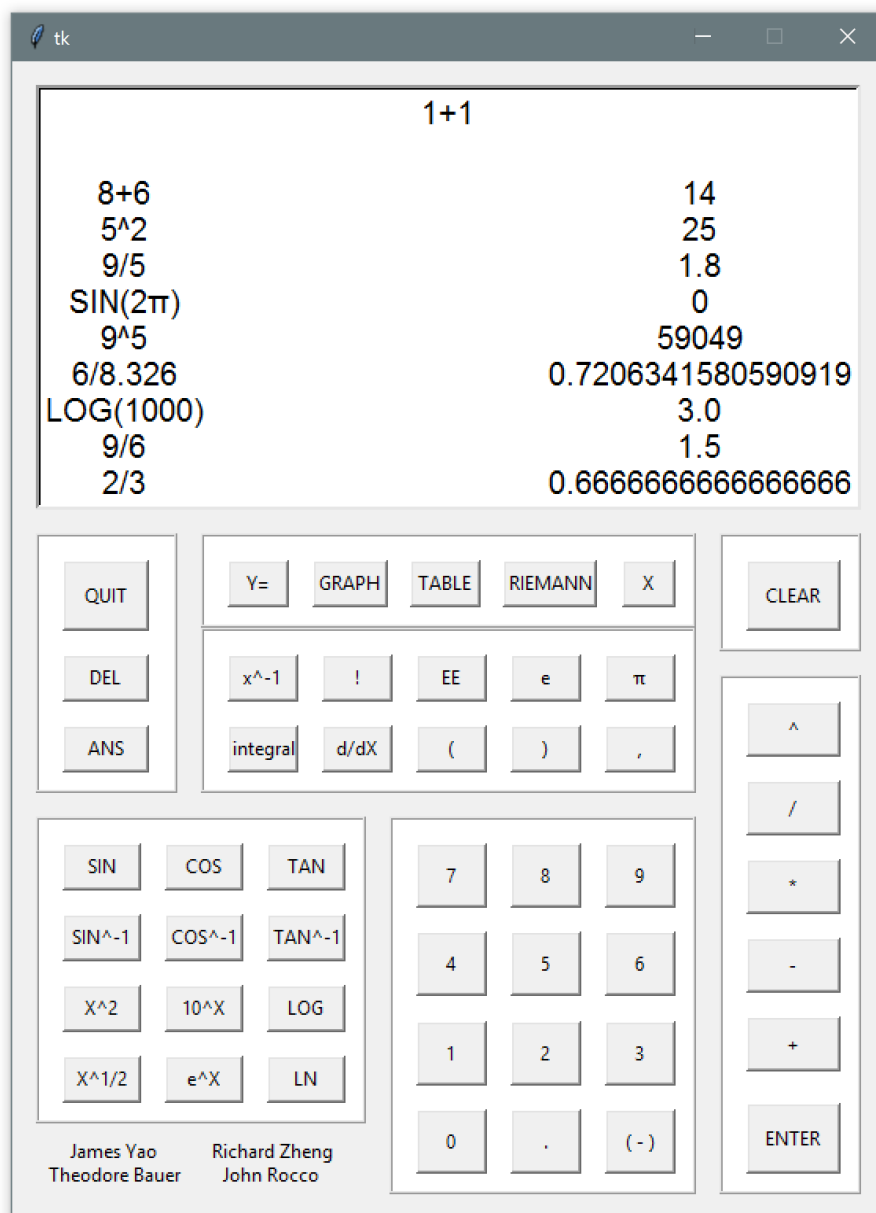 tk
1+1
8+6 14
5^2 25
9/5 1.8
SIN(2π) 0
9^5 59049
6/8.326 0.7206341580590919
LOG(1000) 3.0
9/6 1.5
2/3 0.6666666666666666
QUIT
DEL
ANS
Y= GRAPH TABLE RIEMANN X
x^-1 ! EE e π
integral d/dX ( ) ,
CLEAR
^
/
*
-
+
ENTER
SIN COS TAN
SIN^-1 COS^-1 TAN^-1
X^2 10^X LOG
X^1/2 e^X LN
7 8 9
4 5 6
1 2 3
0 . ( - )
James Yao Richard Zheng
Theodore Bauer John Rocco